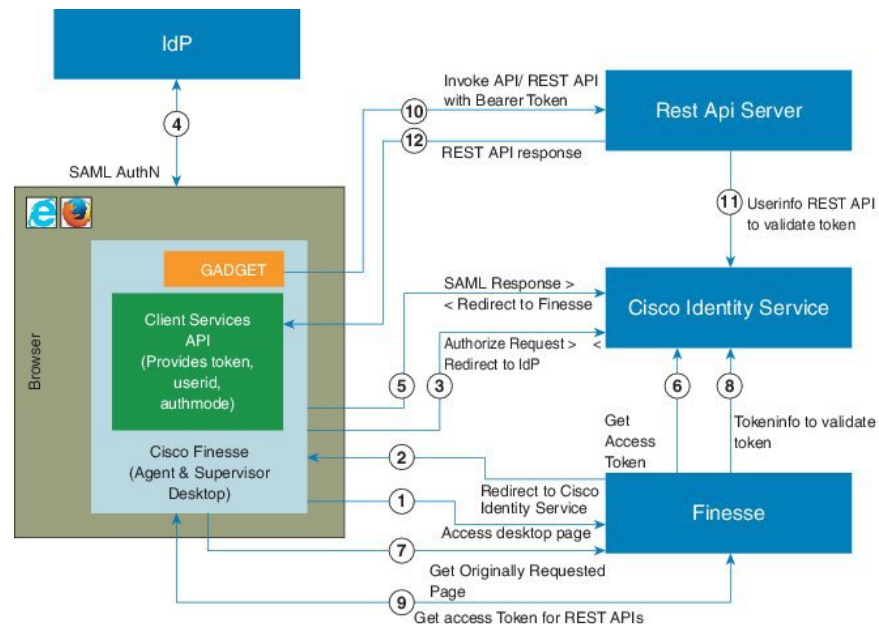 IdP
4
SAML AuthN
10
Invoke API/ REST API
with Bearer Token
12
REST API response
Rest Api Server
11
Userinfo REST API
to validate token
Browser
GADGET
Client Services
API
(Provides token,
userid,
authmode)
Cisco Finesse
(Agent & Supervisor
Desktop)
SAML Response >
< Redirect to Finesse
5
Authorize Request > <
Redirect to IdP
3
Cisco Identity Service
6
Get
Access
Token
8
Tokeninfo to validate
token
2
Redirect to Cisco
Identity Service
1
Access desktop page
Finesse
7
Get Originally Requested
Page
9
Get access Token for REST APIs